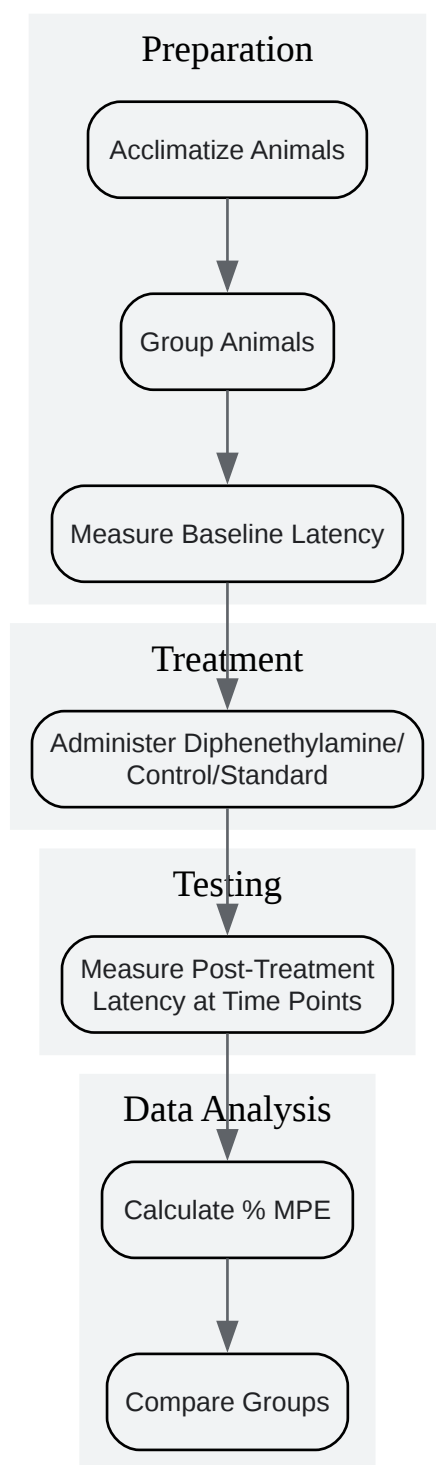 Preparation
Acclimatize Animals
Group Animals
Measure Baseline Latency
Treatment
Administer Diphenethylamine/
Control/Standard
Testing
Measure Post-Treatment
Latency at Time Points
Data Analysis
Calculate % MPE
Compare Groups